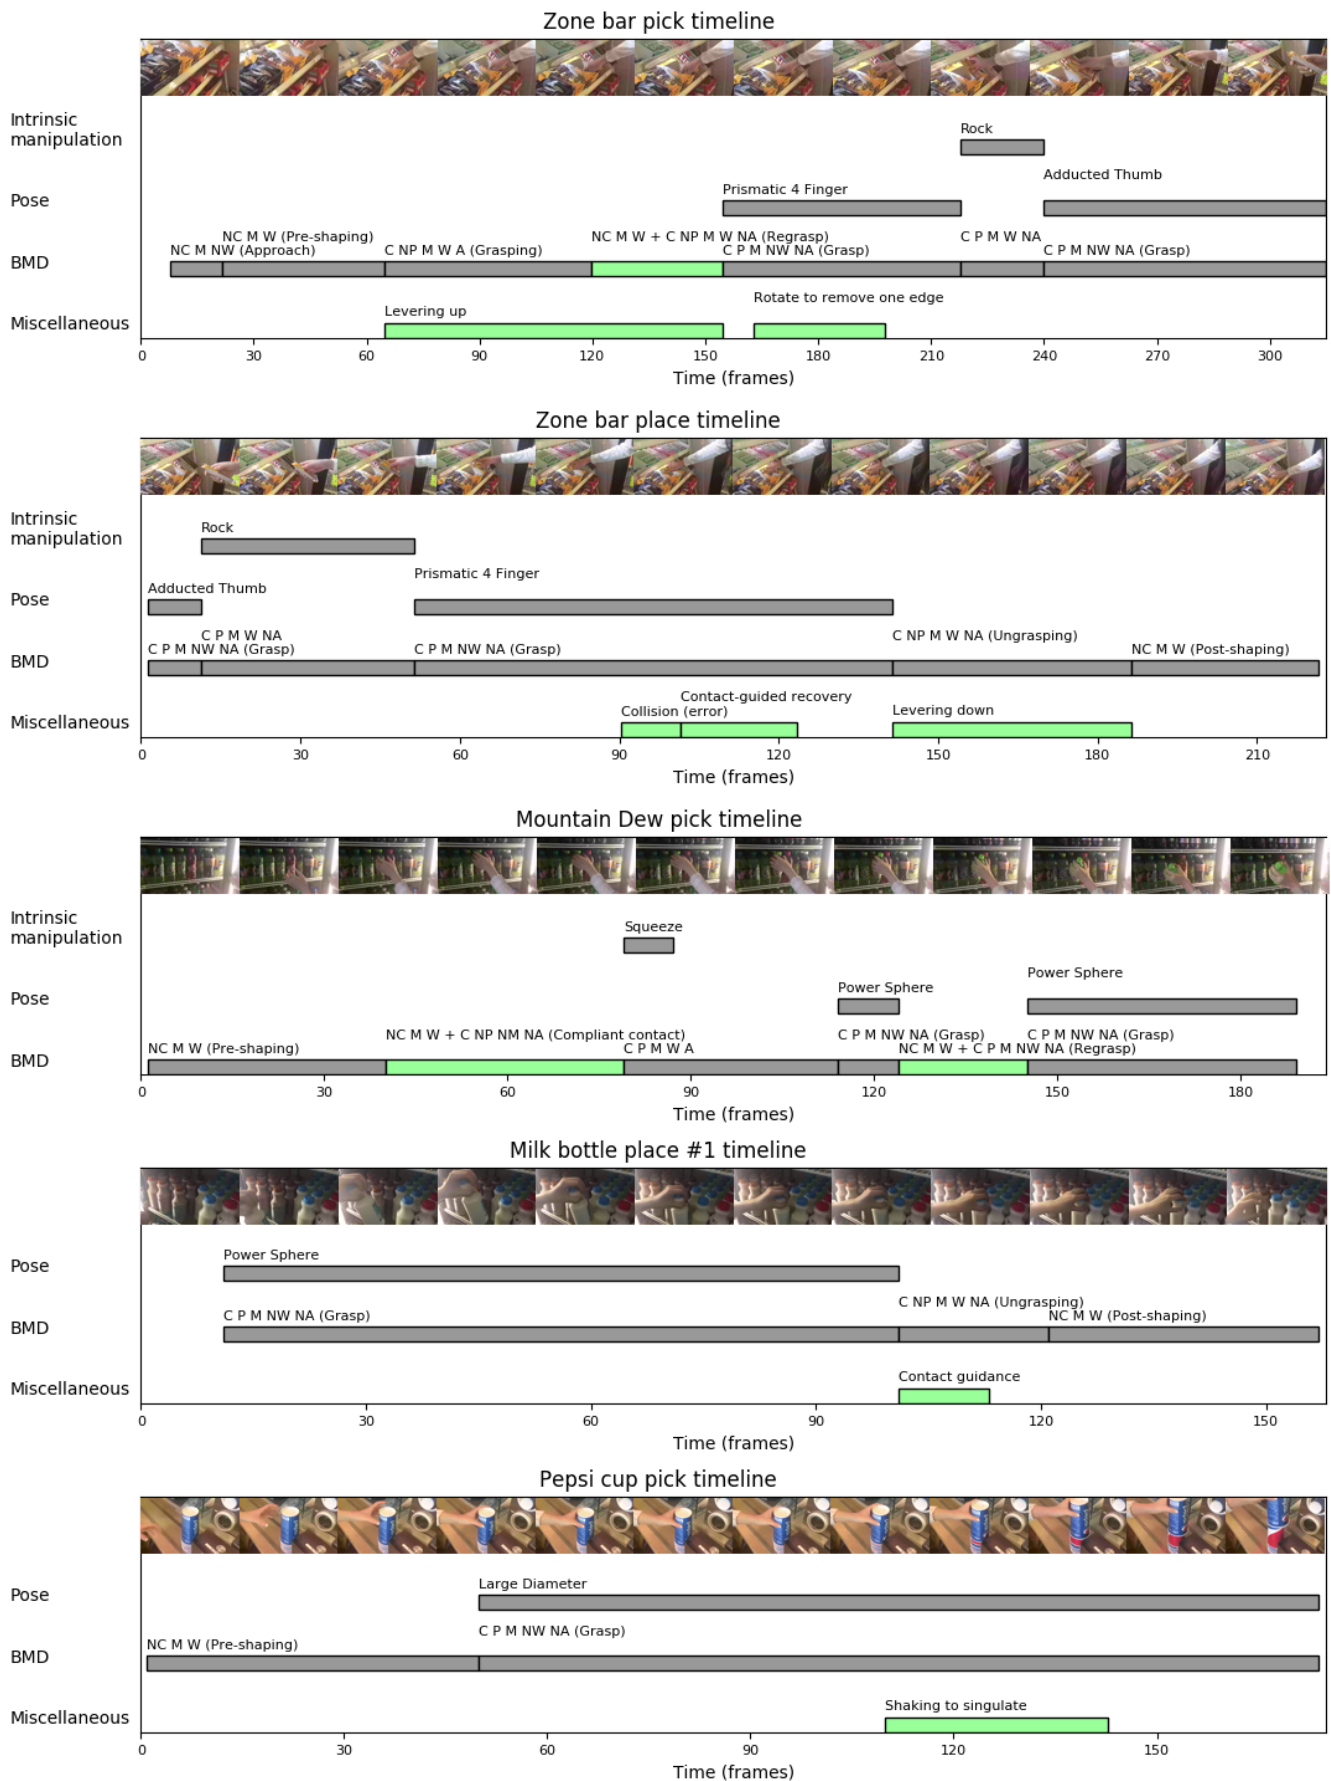 Zone bar pick timeline
Intrinsic
manipulation
Rock
Adducted Thumb
Pose
Prismatic 4 Finger
NC M W (Pre-shaping)
NC M W + C NP M W NA (Regrasp)
C P M W NA
BMD
NC M NW (Approach)
C NP M W A (Grasping)
C P M NW NA (Grasp)
C P M NW NA (Grasp)
Rotate to remove one edge
Miscellaneous
Levering up
0 30 60 90 120 150 180 210 240 270 300
Time (frames)
Zone bar place timeline
Intrinsic
manipulation
Rock
Prismatic 4 Finger
Pose
Adducted Thumb
C P M W NA
C NP M W NA (Ungrasping)
BMD
C P M NW NA (Grasp)
C P M NW NA (Grasp)
NC M W (Post-shaping)
Contact-guided recovery
Miscellaneous
Collision (error)
Levering down
0 30 60 90 120 150 180 210
Time (frames)
Mountain Dew pick timeline
Intrinsic
manipulation
Squeeze
Power Sphere
Pose
Power Sphere
NC M W + C NP NM NA (Compliant contact)
C P M NW NA (Grasp)
C P M NW NA (Grasp)
BMD
NC M W (Pre-shaping)
C P M W A
NC M W + C P M NW NA (Regrasp)
0 30 60 90 120 150 180
Time (frames)
Milk bottle place #1 timeline
Pose
Power Sphere
C NP M W NA (Ungrasping)
BMD
C P M NW NA (Grasp)
NC M W (Post-shaping)
Miscellaneous
Contact guidance
0 30 60 90 120 150
Time (frames)
Pepsi cup pick timeline
Pose
Large Diameter
C P M NW NA (Grasp)
BMD
NC M W (Pre-shaping)
Miscellaneous
Shaking to singulate
0 30 60 90 120 150
Time (frames)